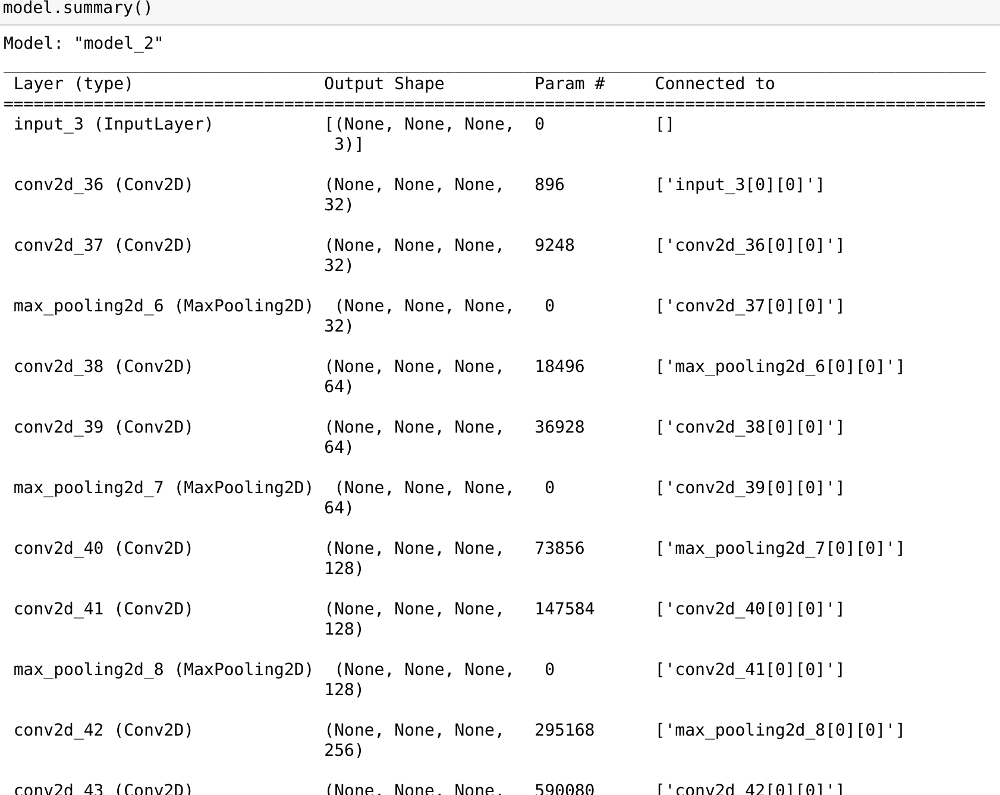 model.summary()
Model: "model_2"
__________________________________________________________________________________________________
Layer (type) Output Shape Param # Connected to
==================================================================================================
input_3 (InputLayer) [(None, None, None, 0 []
3)]
conv2d_36 (Conv2D) (None, None, None, 896 ['input_3[0][0]']
32)
conv2d_37 (Conv2D) (None, None, None, 9248 ['conv2d_36[0][0]']
32)
max_pooling2d_6 (MaxPooling2D) (None, None, None, 0 ['conv2d_37[0][0]']
32)
conv2d_38 (Conv2D) (None, None, None, 18496 ['max_pooling2d_6[0][0]']
64)
conv2d_39 (Conv2D) (None, None, None, 36928 ['conv2d_38[0][0]']
64)
max_pooling2d_7 (MaxPooling2D) (None, None, None, 0 ['conv2d_39[0][0]']
64)
conv2d_40 (Conv2D) (None, None, None, 73856 ['max_pooling2d_7[0][0]']
128)
conv2d_41 (Conv2D) (None, None, None, 147584 ['conv2d_40[0][0]']
128)
max_pooling2d_8 (MaxPooling2D) (None, None, None, 0 ['conv2d_41[0][0]']
128)
conv2d_42 (Conv2D) (None, None, None, 295168 ['max_pooling2d_8[0][0]']
256)
conv2d_43 (Conv2D) (None, None, None, 590080 ['conv2d_42[0][0]']